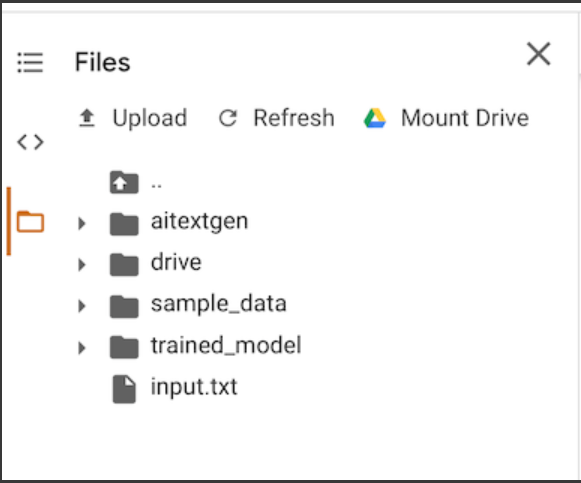 Files
Upload Refresh Mount Drive
..
aitextgen
drive
sample_data
trained_model
input.txt